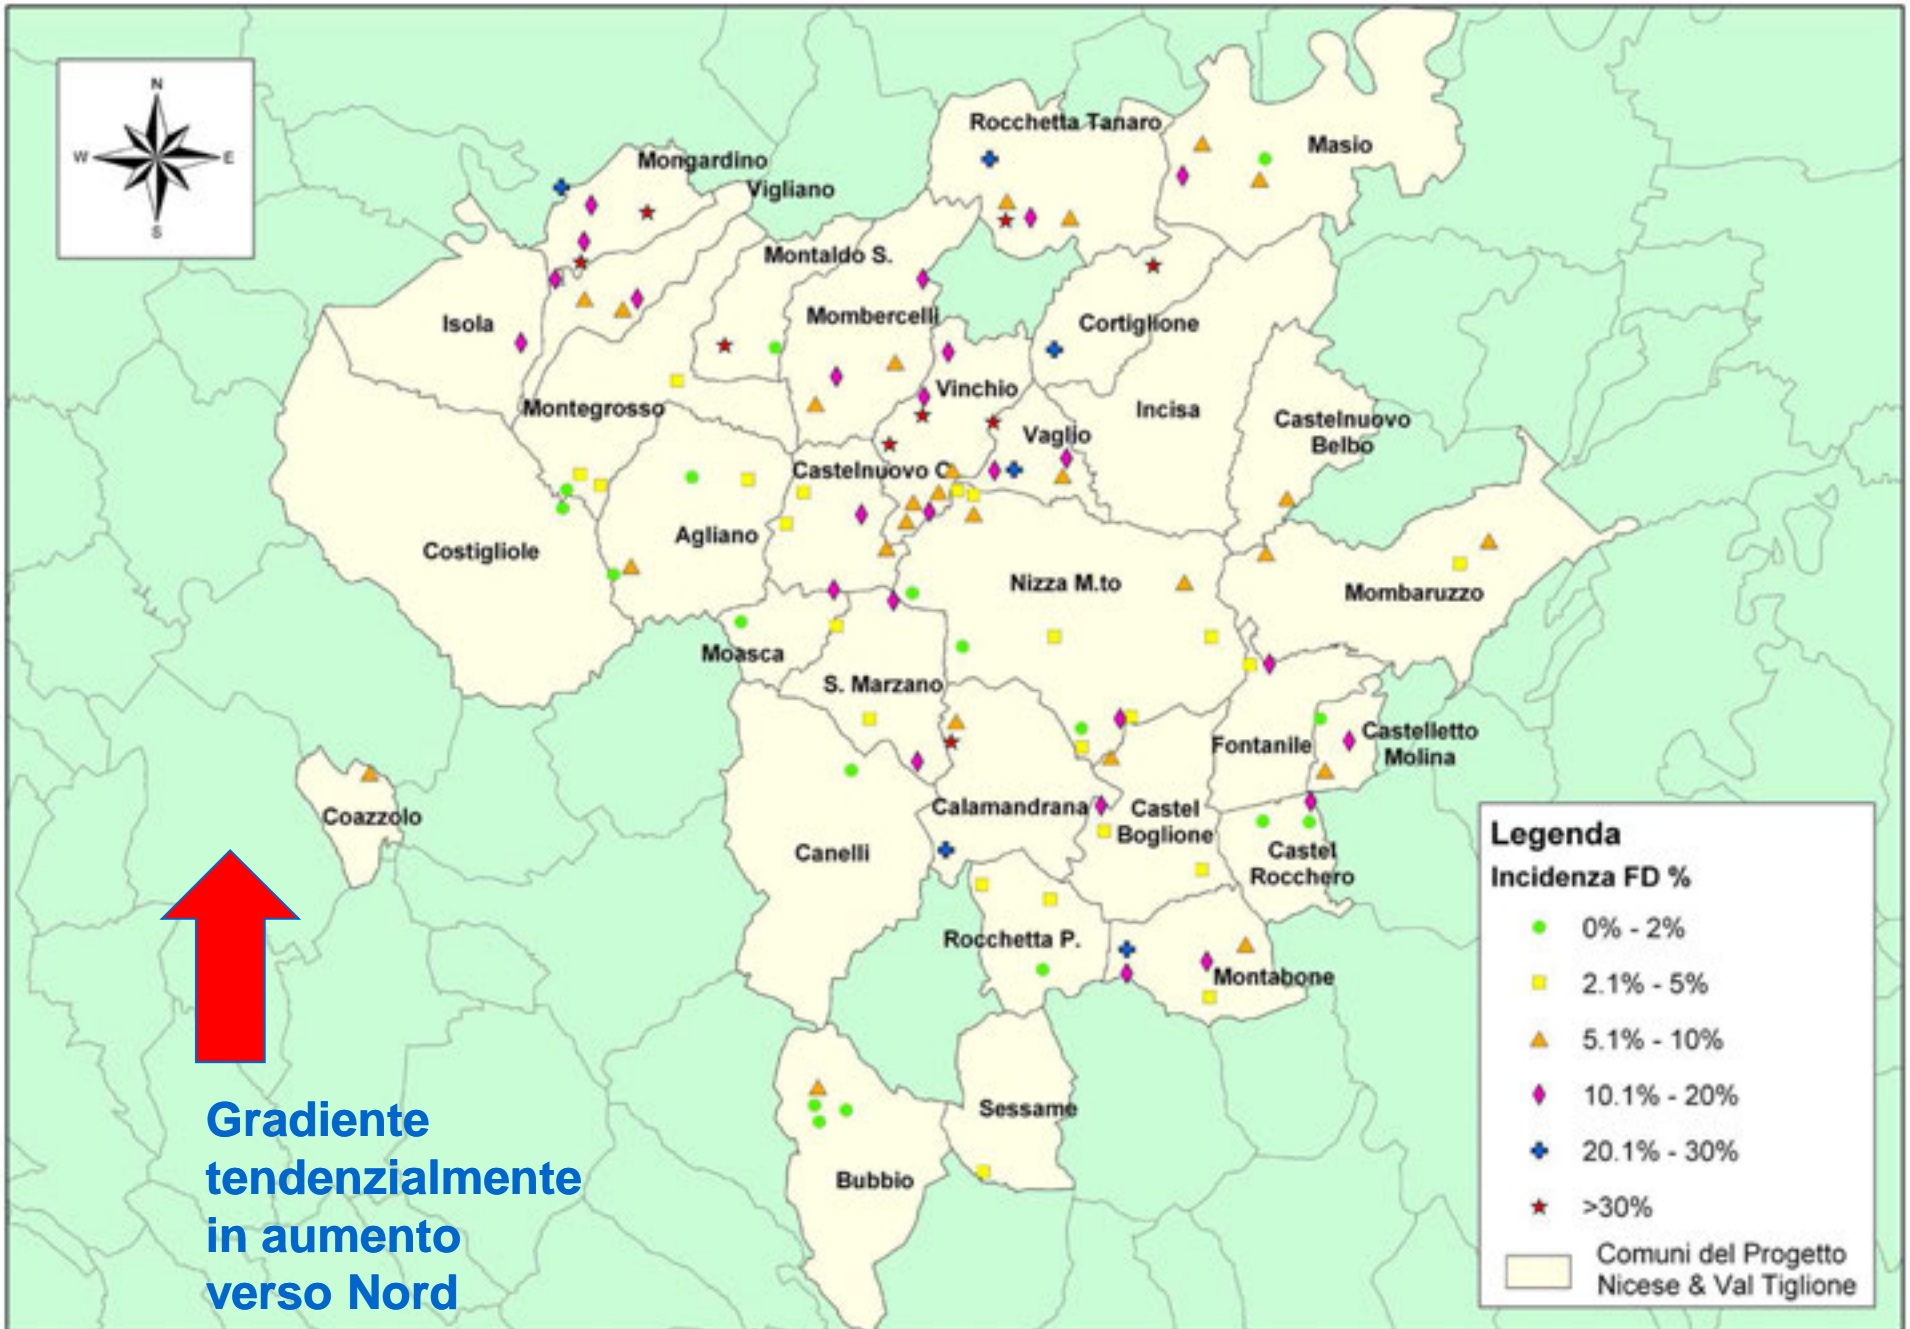 N
W
E
S
Rocchetta Tanaro
Masio
Mongardino
Vigliano
Montaldo S.
Isola
Mombercelli
Cortiglione
Vinchio
Montegrosso
Incisa
Castelnuovo
Belbo
Vaglio
Castelnuovo C.
Agliano
Costigliole
Nizza M.to
Mombaruzzo
Moasca
S. Marzano
Fontanile
Castelletto
Molina
Coazzolo
Calamandrana
Castel
Boglione
Canelli
Castel
Rocchero
Rocchetta P.
Montabone
Sessame
Bubbio
Gradiente
tendenzialmente
in aumento
verso Nord
Legenda
Incidenza FD %
0% - 2%
2.1% - 5%
5.1% - 10%
10.1% - 20%
20.1% - 30%
>30%
Comuni del Progetto
Nicese & Val Tiglione